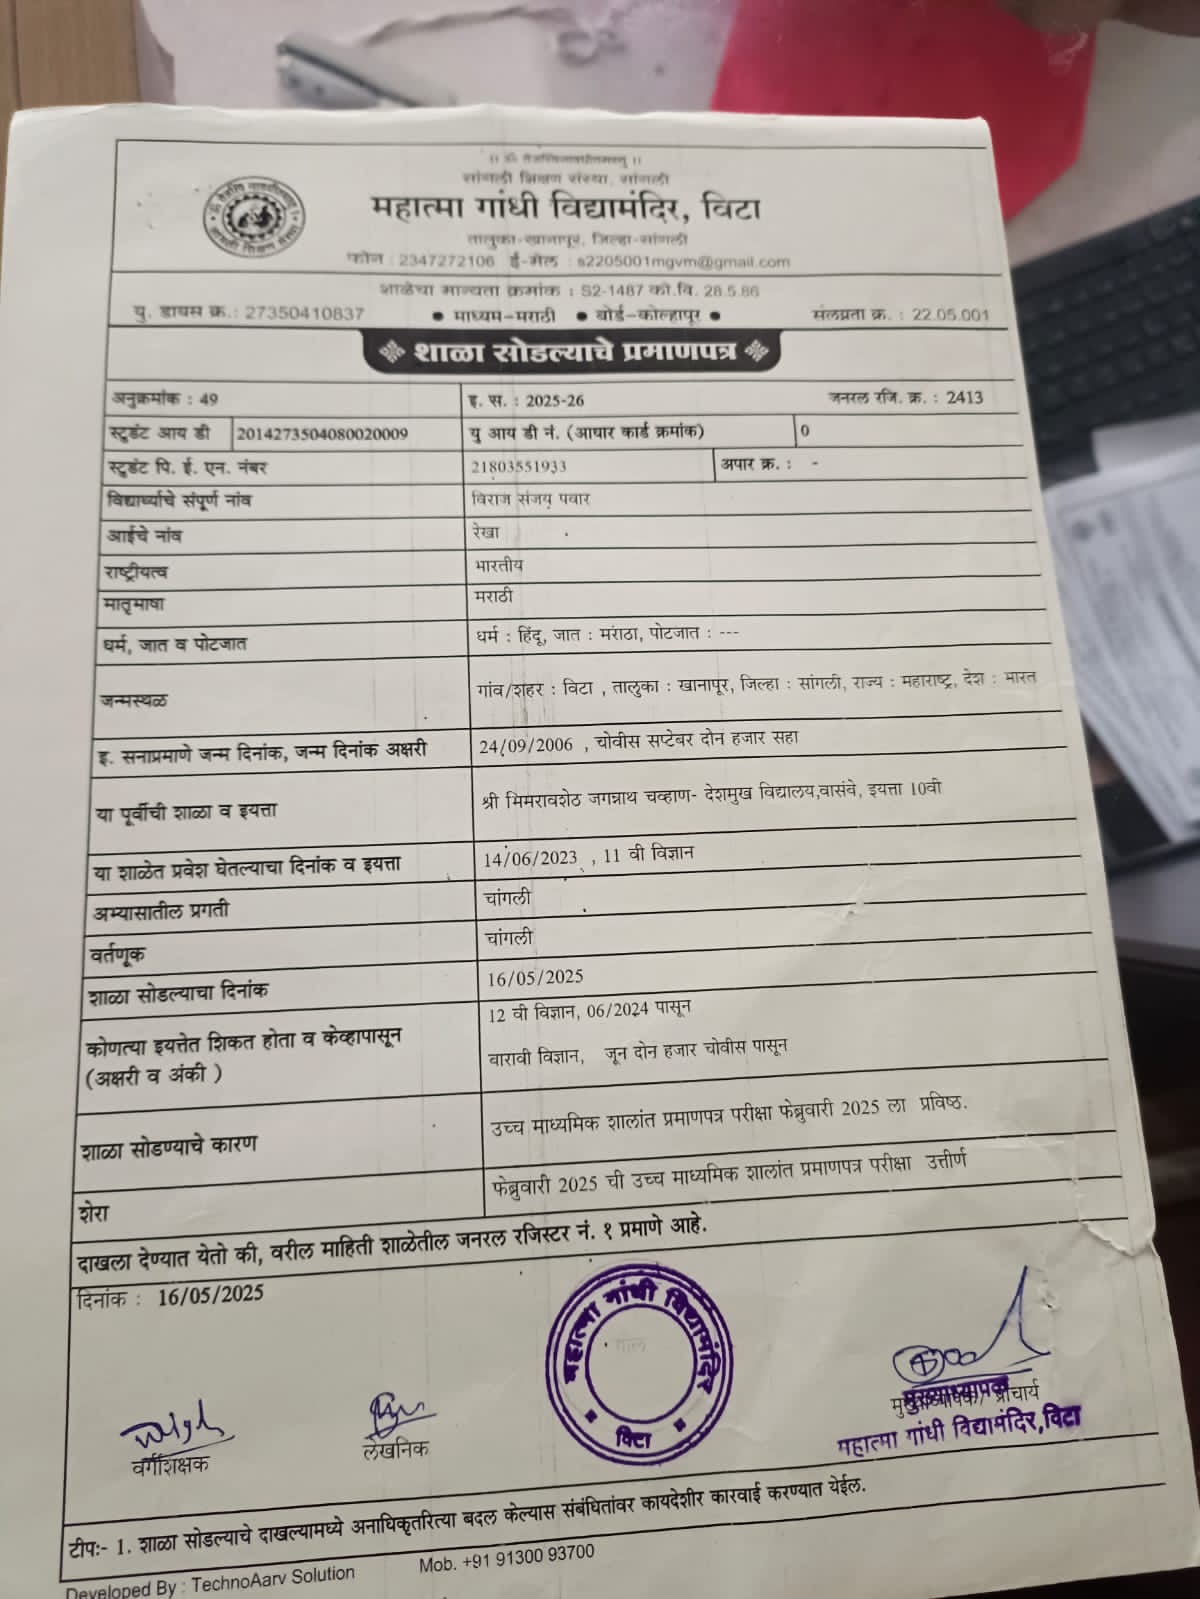 ।। ॐ तेजस्विनावधीतमस्तु ।।
सांगली शिक्षण संस्था, सांगली
महात्मा गांधी विद्यामंदिर, विटा
तालुका-खानापूर, जिल्हा-सांगली
फोन : 2347272106 ई-मेल : s2205001mgvm@gmail.com
शाळेचा मान्यता क्रमांक : S2-1487 को.वि. 28.5.86
यु. डायस क्र.: 27350410837 ● माध्यम-मराठी ● बोर्ड-कोल्हापूर ● संलग्नता क्र. : 22.05.001
शाळा सोडल्याचे प्रमाणपत्र
अनुक्रमांक : 49 इ. स. : 2025-26 जनरल रजि. क्र. : 2413
स्टुडंट आय डी 2014273504080020009 यु आय डी नं. (आधार कार्ड क्रमांक) 0
स्टुडंट पि. ई. एन. नंबर 21803551933 अपार क्र. : -
विद्यार्थ्याचे संपूर्ण नांव विराज संजय पवार
आईचे नांव रेखा
राष्ट्रीयत्व भारतीय
मातृमाषा मराठी
धर्म, जात व पोटजात धर्म : हिंदू, जात : मराठा, पोटजात : ---
जन्मस्थळ गांव/शहर : विटा , तालुका : खानापूर, जिल्हा : सांगली, राज्य : महाराष्ट्र, देश : भारत
इ. सनाप्रमाणे जन्म दिनांक, जन्म दिनांक अक्षरी 24/09/2006 , चोवीस सप्टेबर दोन हजार सहा
या पूर्वीची शाळा व इयत्ता श्री मिमरावशेठ जगन्नाथ चव्हाण- देशमुख विद्यालय,वासंवे, इयत्ता 10वी
या शाळेत प्रवेश घेतल्याचा दिनांक व इयत्ता 14/06/2023 , 11 वी विज्ञान
अभ्यासातील प्रगती चांगली
वर्तणूक चांगली
शाळा सोडल्याचा दिनांक 16/05/2025
कोणत्या इयत्तेत शिकत होता व केव्हापासून 12 वी विज्ञान, 06/2024 पासून
(अक्षरी व अंकी ) बारावी विज्ञान, जून दोन हजार चोवीस पासून
शाळा सोडण्याचे कारण उच्च माध्यमिक शालांत प्रमाणपत्र परीक्षा फेब्रुवारी 2025 ला प्रविष्ठ.
शेरा फेब्रुवारी 2025 ची उच्च माध्यमिक शालांत प्रमाणपत्र परीक्षा उत्तीर्ण
दाखला देण्यात येतो की, वरील माहिती शाळेतील जनरल रजिस्टर नं. १ प्रमाणे आहे.
दिनांक : 16/05/2025
महात्मा गांधी विद्यामंदिर
विटा
वर्गशिक्षक लेखनिक मुख्याध्यापक/ प्राचार्य
मुख्याध्यापक
महात्मा गांधी विद्यामंदिर,विटा
टीपः- 1. शाळा सोडल्याचे दाखल्यामध्ये अनाधिकृतरित्या बदल केल्यास संबंधितांवर कायदेशीर कारवाई करण्यात येईल.
Developed By : TechnoAarv Solution Mob. +91 91300 93700